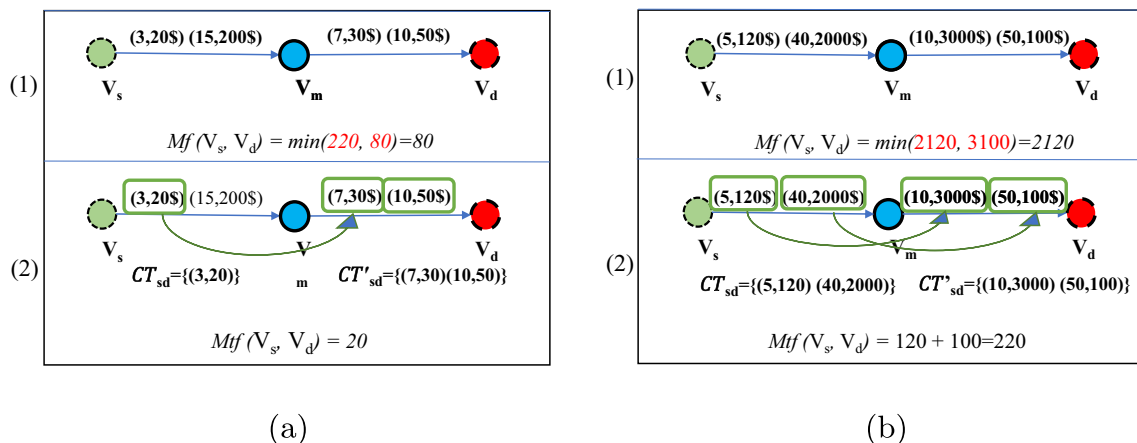 (1)
(3,20$) (15,200$) (7,30$) (10,50$)
Vs Vm Vd
Mf (Vs, Vd) = min(220, 80)=80
(2)
(3,20$) (15,200$) (7,30$) (10,50$)
Vs Vm Vd
CTsd={(3,20)} CT'sd={(7,30)(10,50)}
Mtf (Vs, Vd) = 20
(a)
(1)
(5,120$) (40,2000$) (10,3000$) (50,100$)
Vs Vm Vd
Mf (Vs, Vd) = min(2120, 3100)=2120
(2)
(5,120$) (40,2000$) (10,3000$) (50,100$)
Vs Vm Vd
CTsd={(5,120) (40,2000)} CT’sd={(10,3000) (50,100)}
Mtf (Vs, Vd) = 120 + 100=220
(b)